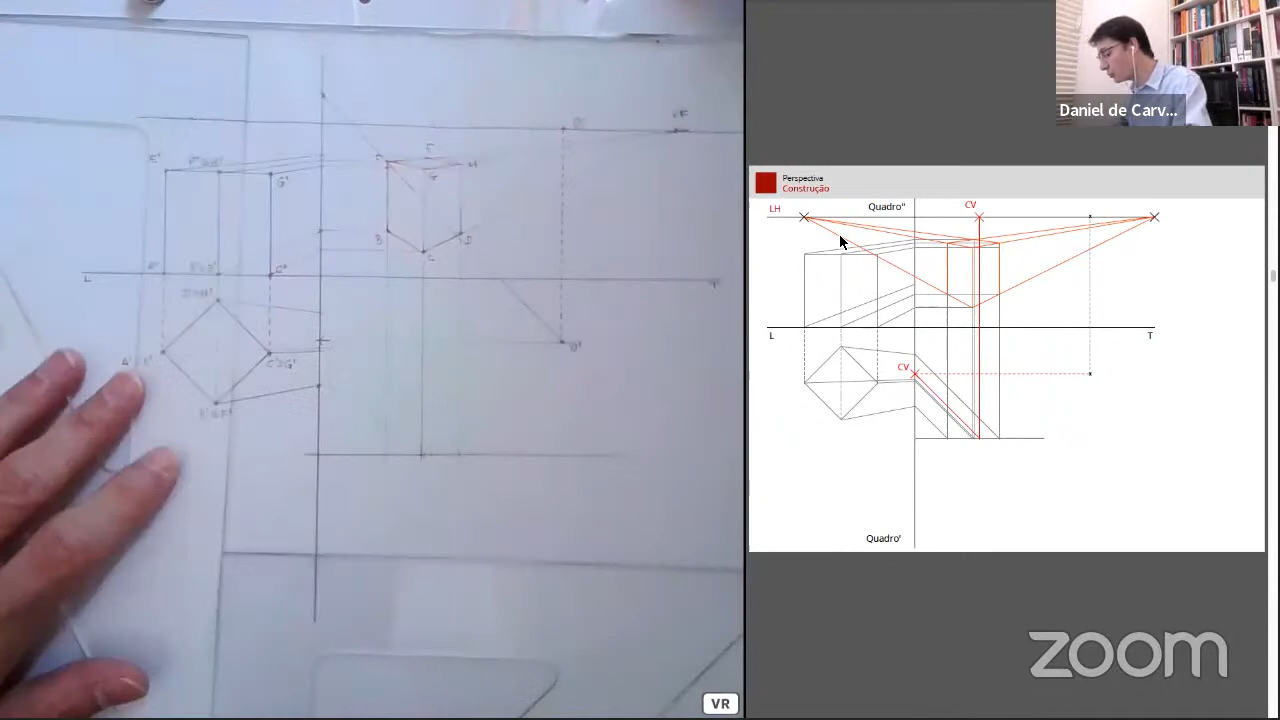 Daniel de Carv...
Perspectiva
Construção
LH
Quadro"
CV
L
T
CV
Quadro'
E'
G'
F
G
H
B
D
C
L
T
C'
A'
C'≡G'
zoom
VR